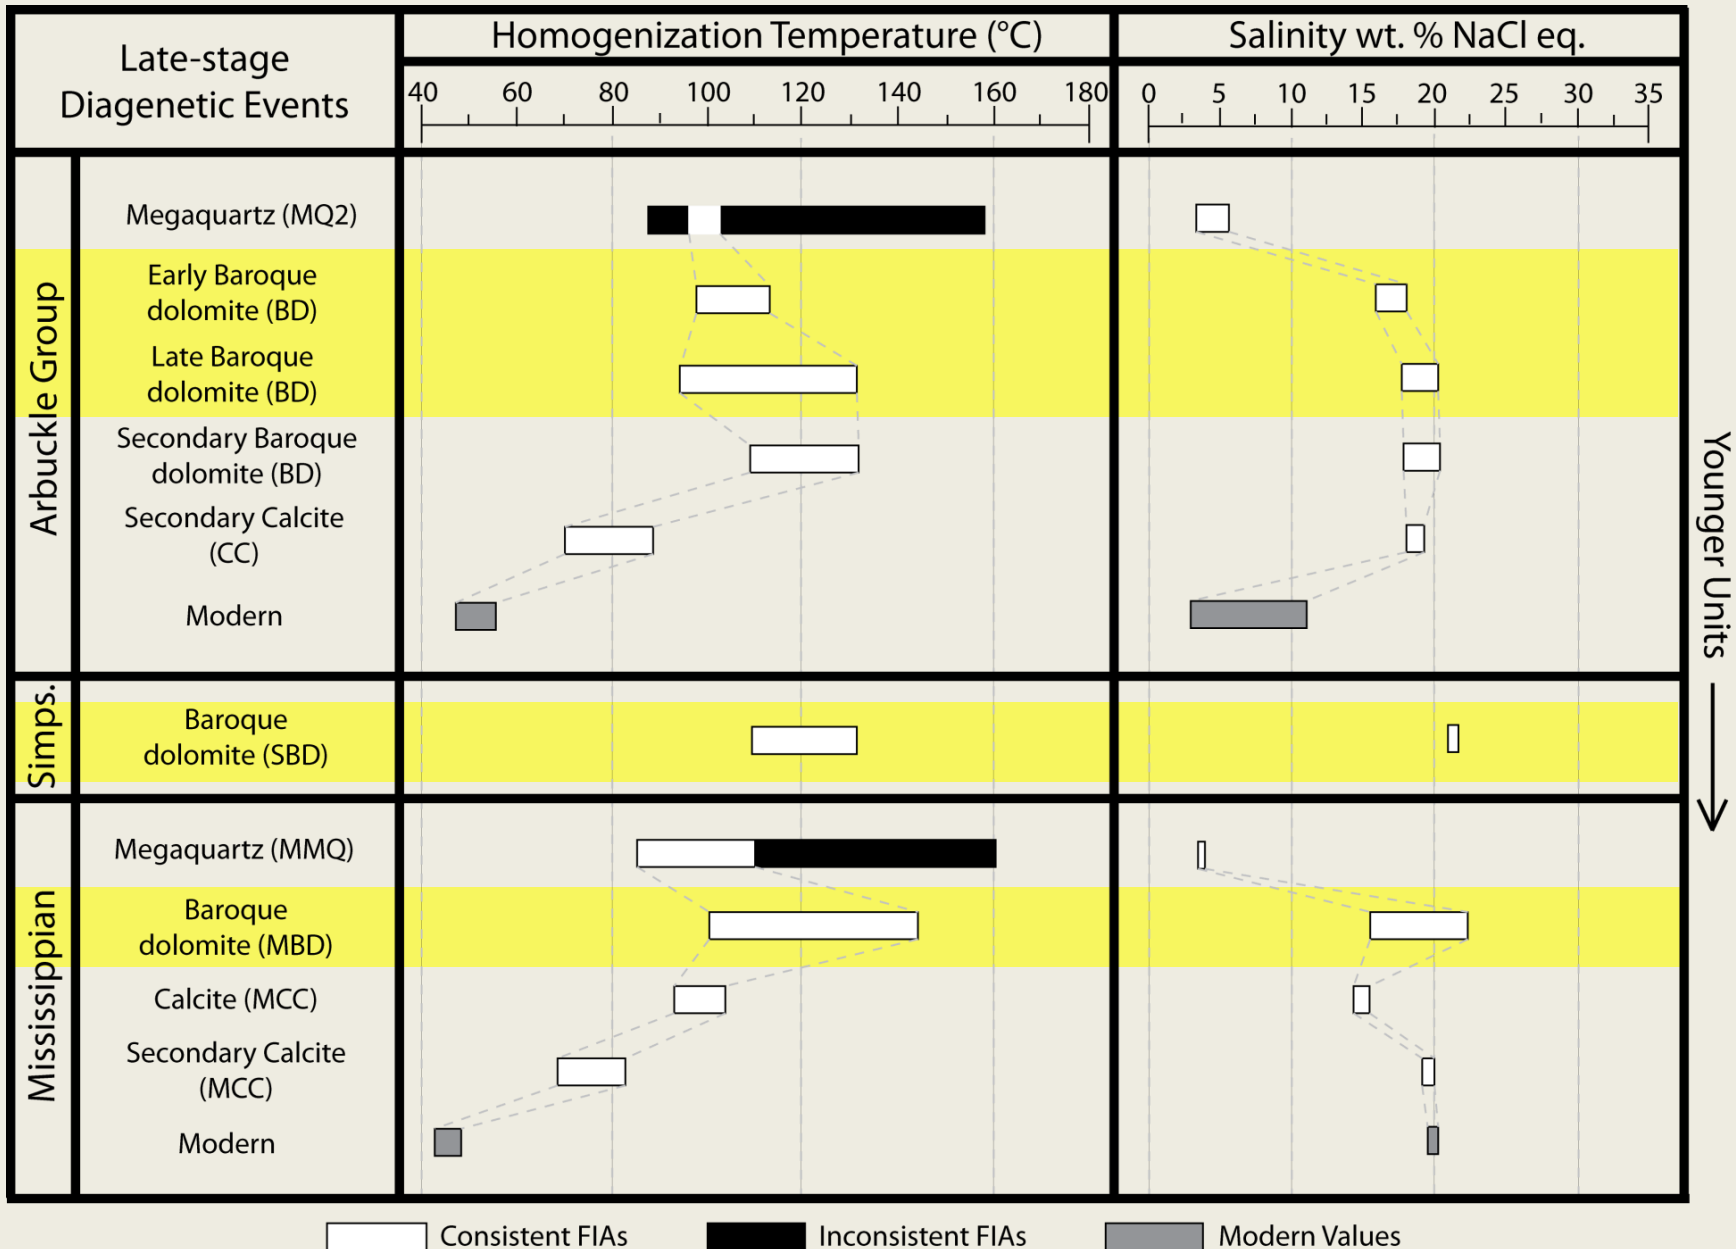 Late-stage
Diagenetic Events
Homogenization Temperature (°C)
Salinity wt. % NaCl eq.
40 60 80 100 120 140 160 180
0 5 10 15 20 25 30 35
Arbuckle Group
Megaquartz (MQ2)
Early Baroque
dolomite (BD)
Late Baroque
dolomite (BD)
Secondary Baroque
dolomite (BD)
Secondary Calcite
(CC)
Modern
Simps.
Baroque
dolomite (SBD)
Mississippian
Megaquartz (MMQ)
Baroque
dolomite (MBD)
Calcite (MCC)
Secondary Calcite
(MCC)
Modern
Younger Units
Consistent FIAs
Inconsistent FIAs
Modern Values